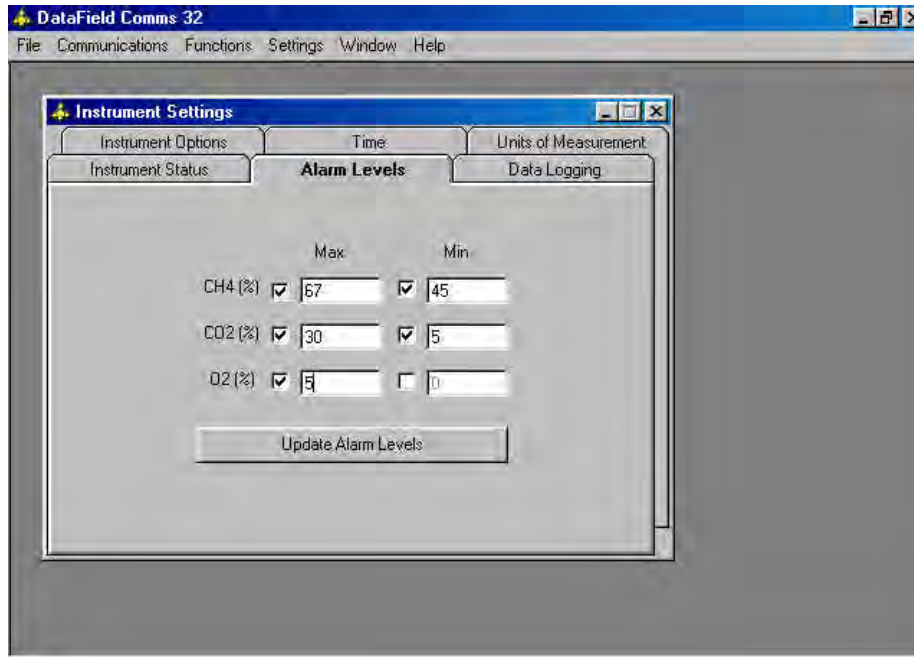 DataField Comms 32
File Communications Functions Settings Window Help
Instrument Settings
Instrument Options Time Units of Measurement
Instrument Status Alarm Levels Data Logging
Max Min
CH4 (%) 67 45
CO2 (%) 30 5
O2 (%) 5 0
Update Alarm Levels